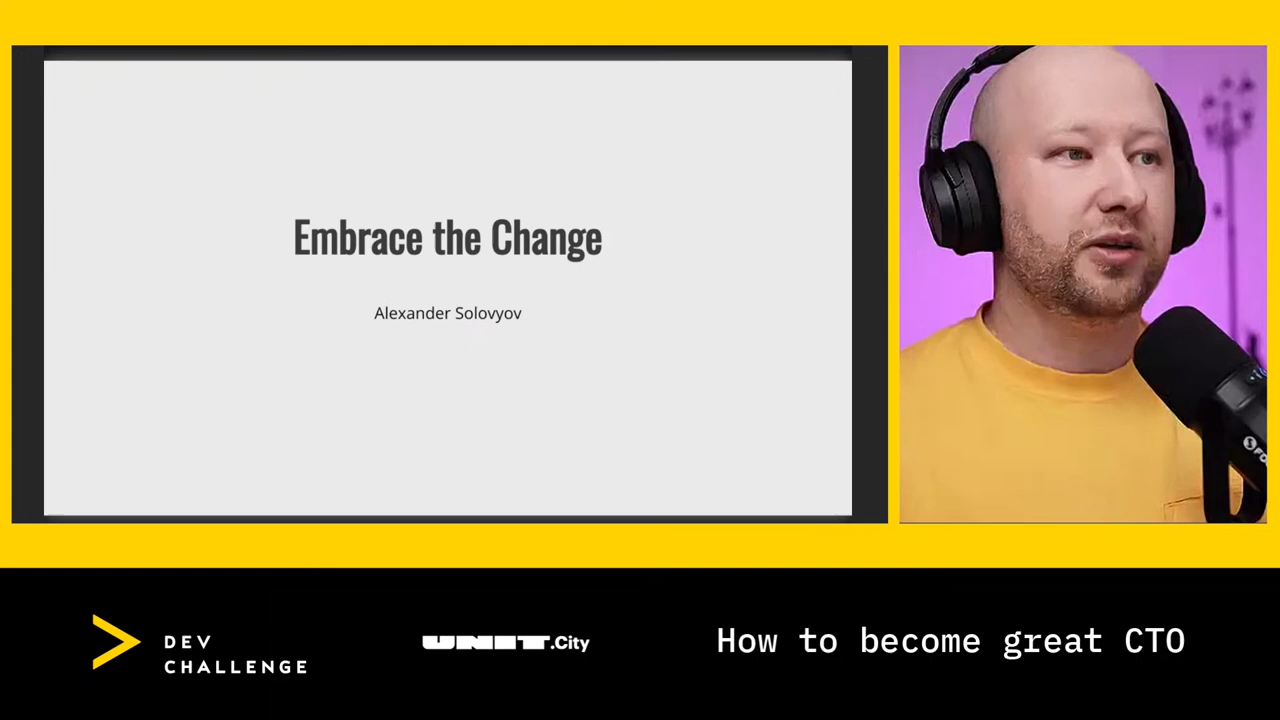 Embrace the Change
Alexander Solovyov
DEV
CHALLENGE
UNIT.City
How to become great CTO